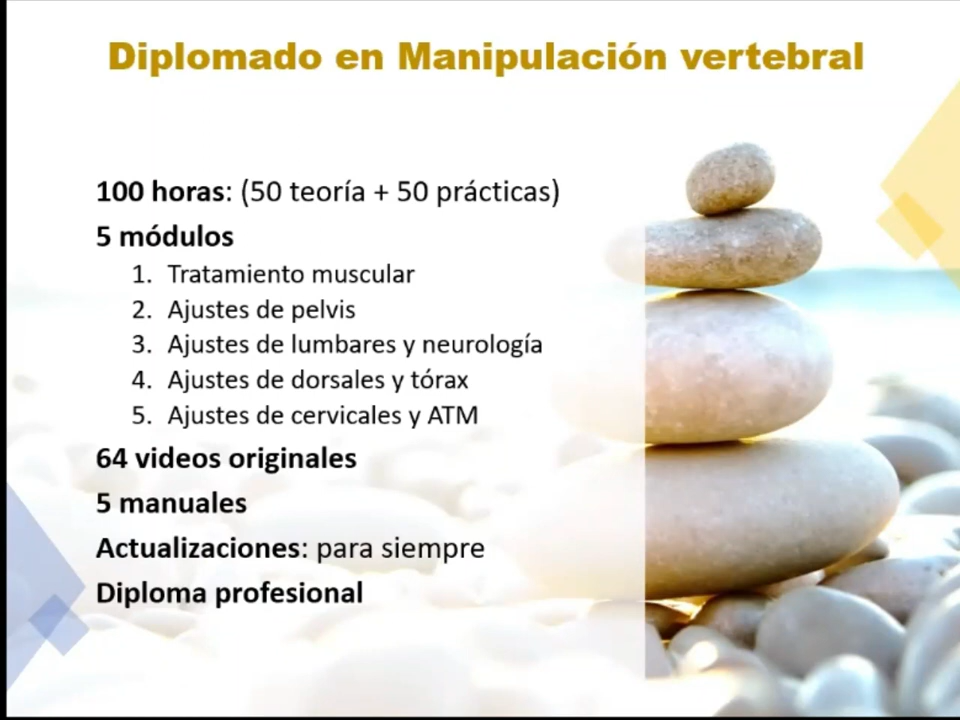 Diplomado en Manipulación vertebral
100 horas: (50 teoría + 50 prácticas)
5 módulos
1. Tratamiento muscular
2. Ajustes de pelvis
3. Ajustes de lumbares y neurología
4. Ajustes de dorsales y tórax
5. Ajustes de cervicales y ATM
64 videos originales
5 manuales
Actualizaciones: para siempre
Diploma profesional